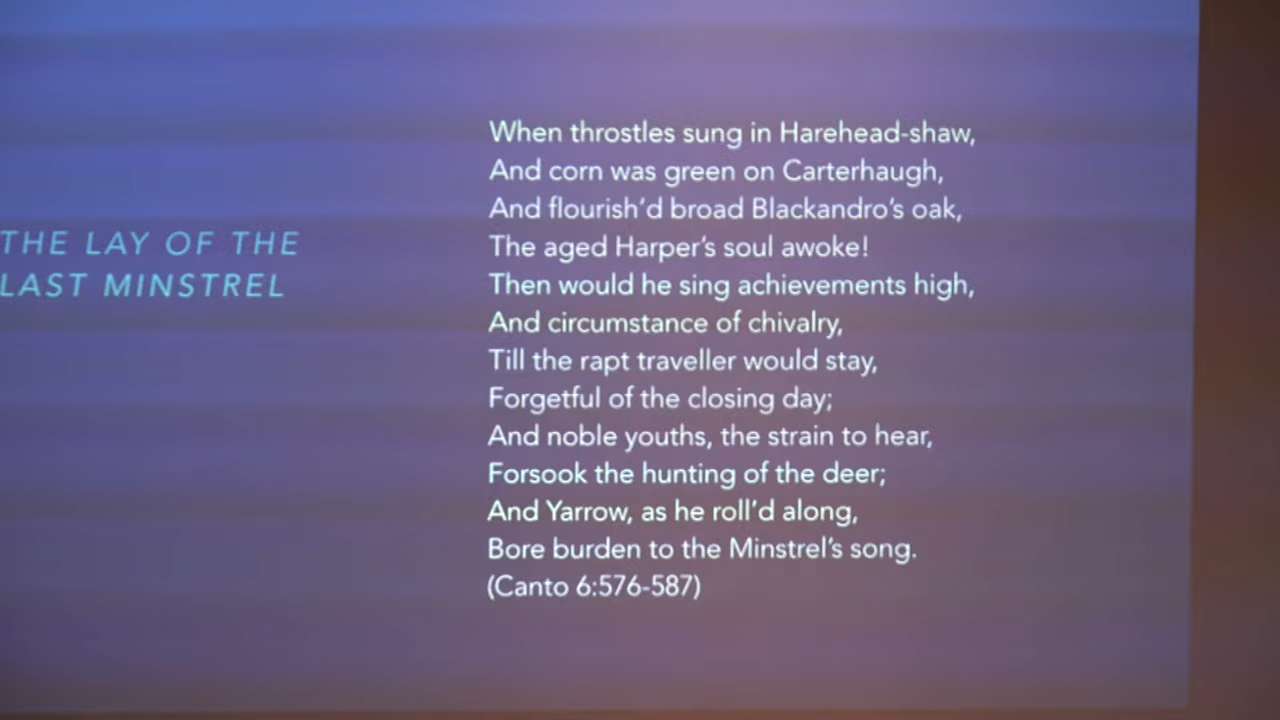 THE LAY OF THE
LAST MINSTREL
When throstles sung in Harehead-shaw,
And corn was green on Carterhaugh,
And flourish'd broad Blackandro's oak,
The aged Harper's soul awoke!
Then would he sing achievements high,
And circumstance of chivalry,
Till the rapt traveller would stay,
Forgetful of the closing day;
And noble youths, the strain to hear,
Forsook the hunting of the deer;
And Yarrow, as he roll'd along,
Bore burden to the Minstrel's song.
(Canto 6:576-587)